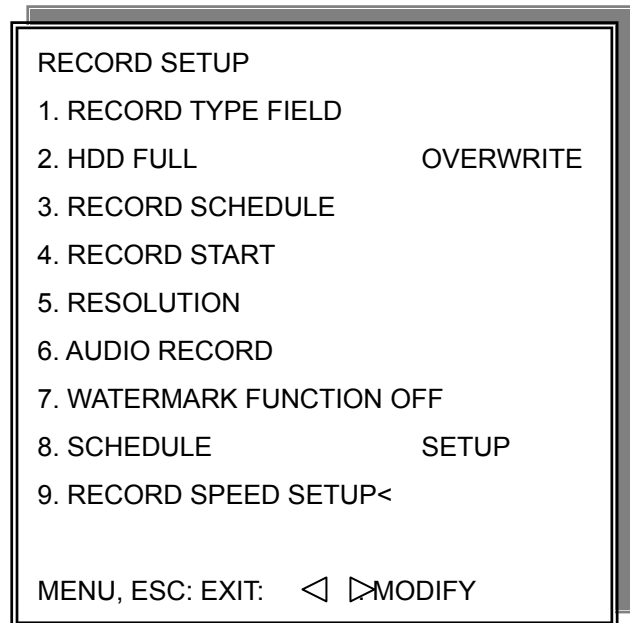 RECORD SETUP
1. RECORD TYPE FIELD
2. HDD FULL OVERWRITE
3. RECORD SCHEDULE
4. RECORD START
5. RESOLUTION
6. AUDIO RECORD
7. WATERMARK FUNCTION OFF
8. SCHEDULE SETUP
9. RECORD SPEED SETUP<
MENU, ESC: EXIT: ◁ ▷:MODIFY